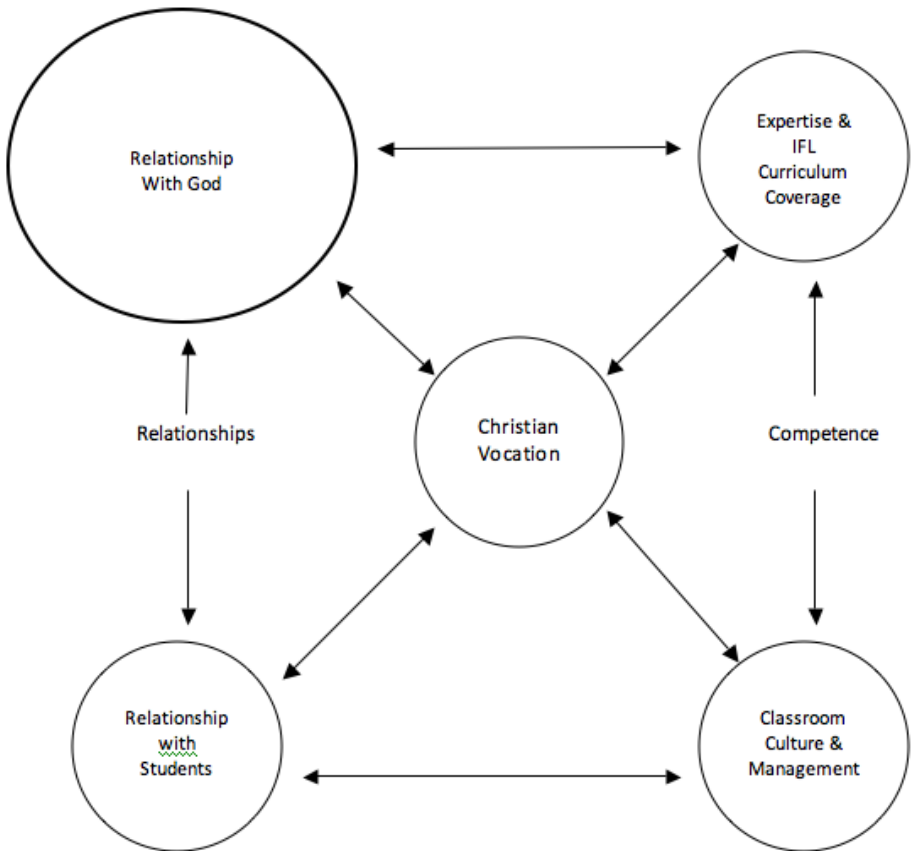 Relationship
With God
Expertise &
IFL
Curriculum
Coverage
Christian
Vocation
Relationships
Competence
Relationship
with
Students
Classroom
Culture &
Management